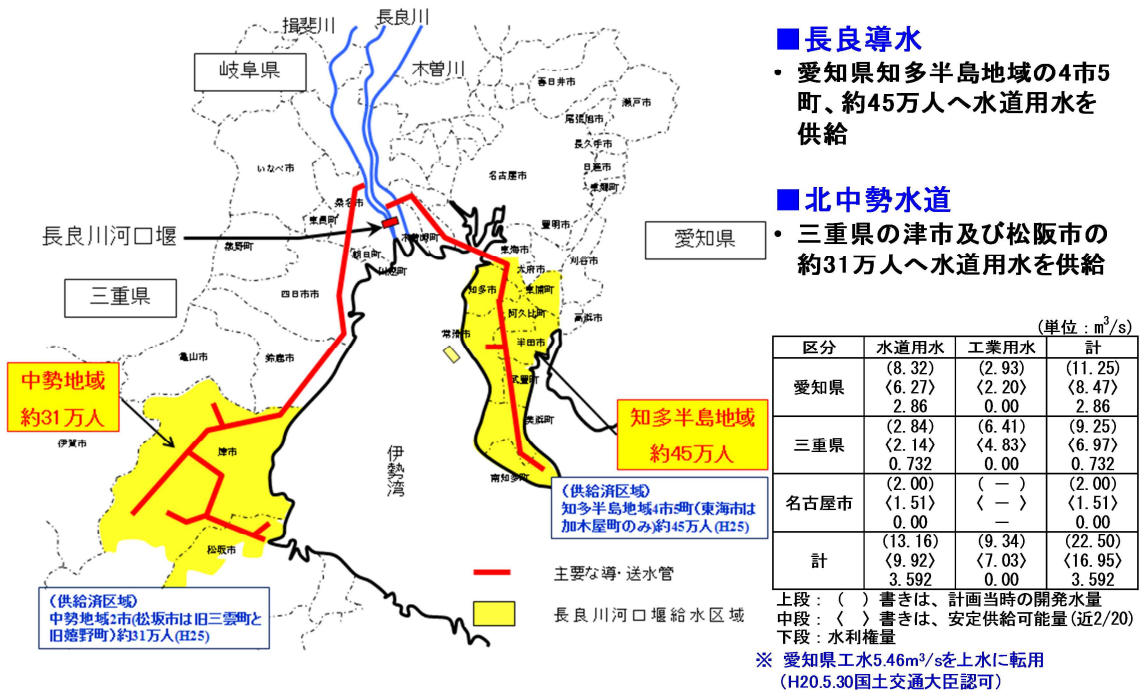 揖斐川
長良川
木曽川
岐阜県
春日井市
瀬戸市
尾張旭市
長久手市
日進市
東郷町
名古屋市
豊明市
いなべ市
桑名市
東員町
菰野町
木曽岬町
朝日町
川越町
長良川河口堰
愛知県
三重県
四日市市
東海市
大府市
刈谷市
知多市
東浦町
阿久比町
高浜市
常滑市
半田市
武豊町
美浜町
南知多町
亀山市
鈴鹿市
中勢地域
約31万人
伊賀市
津市
松坂市
伊勢湾
知多半島地域
約45万人
(供給済区域)
知多半島地域4市5町(東海市は
加木屋町のみ)約45万人(H25)
(供給済区域)
中勢地域2市(松坂市は旧三雲町と
旧嬉野町)約31万人(H25)
主要な導・送水管
長良川河口堰給水区域
■長良導水
・ 愛知県知多半島地域の4市5
町、約45万人へ水道用水を
供給
■北中勢水道
・ 三重県の津市及び松阪市の
約31万人へ水道用水を供給
(単位：m³/s)
区分 水道用水 工業用水 計
愛知県
(8.32) (2.93) (11.25)
〈6.27〉 〈2.20〉 〈8.47〉
2.86 0.00 2.86
三重県
(2.84) (6.41) (9.25)
〈2.14〉 〈4.83〉 〈6.97〉
0.732 0.00 0.732
名古屋市
(2.00) (－) (2.00)
〈1.51〉 〈－〉 〈1.51〉
0.00 － 0.00
計
(13.16) (9.34) (22.50)
〈9.92〉 〈7.03〉 〈16.95〉
3.592 0.00 3.592
上段：( )書きは、計画当時の開発水量
中段：〈 〉書きは、安定供給可能量(近2/20)
下段：水利権量
※ 愛知県工水5.46m³/sを上水に転用
(H20.5.30国土交通大臣認可)